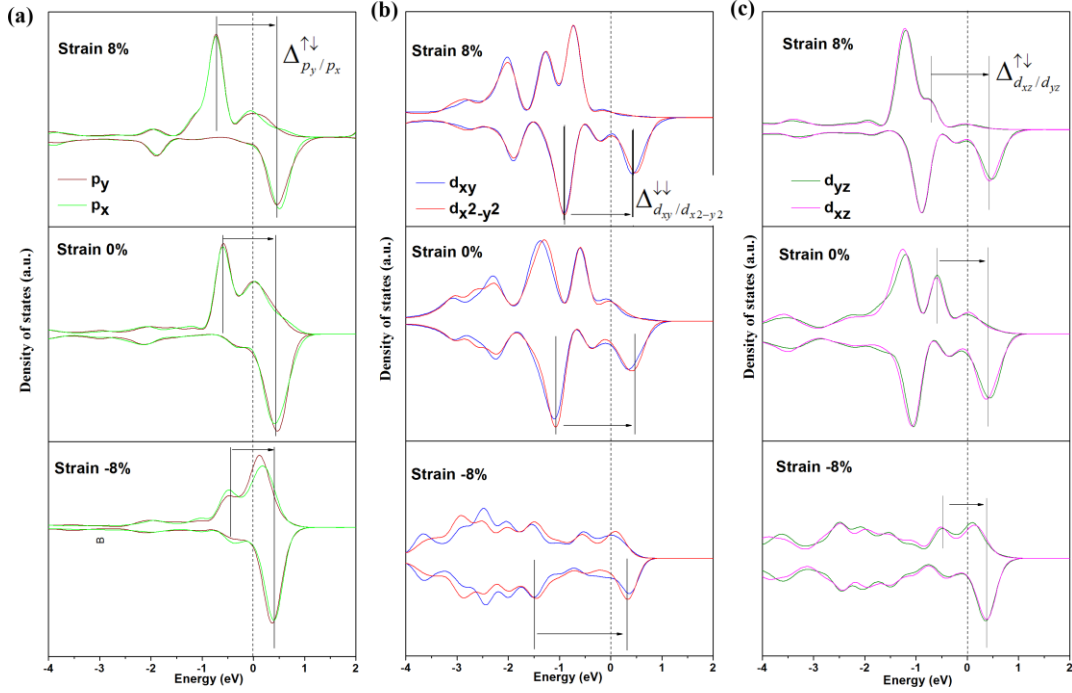 (a)
Strain 8%
Δ↑↓ py/px
py
px
Strain 0%
Strain -8%
B
Density of states (a.u.)
-4 -3 -2 -1 0 1 2
Energy (eV)
(b)
Strain 8%
dxy
dx2-y2
Δ↓↓ dxy/dx2-y2
Strain 0%
Strain -8%
Density of states (a.u.)
-4 -3 -2 -1 0 1 2
Energy (eV)
(c)
Strain 8%
Δ↑↓ dxz/dyz
dyz
dxz
Strain 0%
Strain -8%
Density of states (a.u.)
-4 -3 -2 -1 0 1 2
Energy (eV)